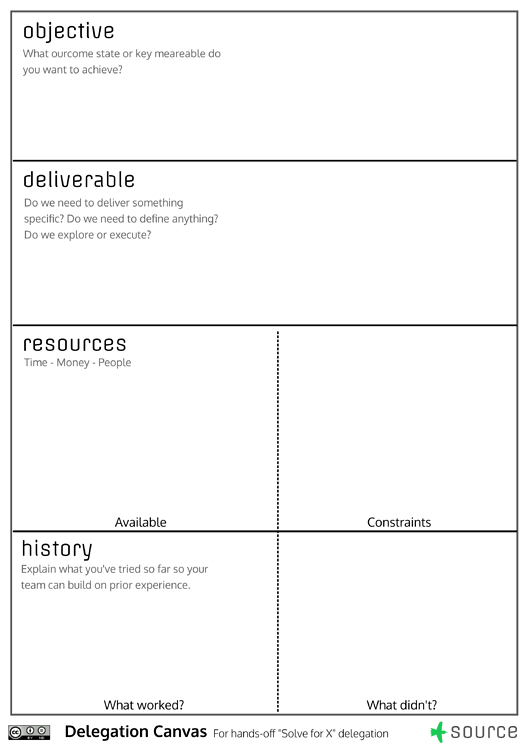 objective
What ourcome state or key meareable do
you want to achieve?
deliverable
Do we need to deliver something
specific? Do we need to define anything?
Do we explore or execute?
resources
Time - Money - People
Available
Constraints
history
Explain what you've tried so far so your
team can build on prior experience.
What worked?
What didn't?
Delegation Canvas For hands-off "Solve for X" delegation
source